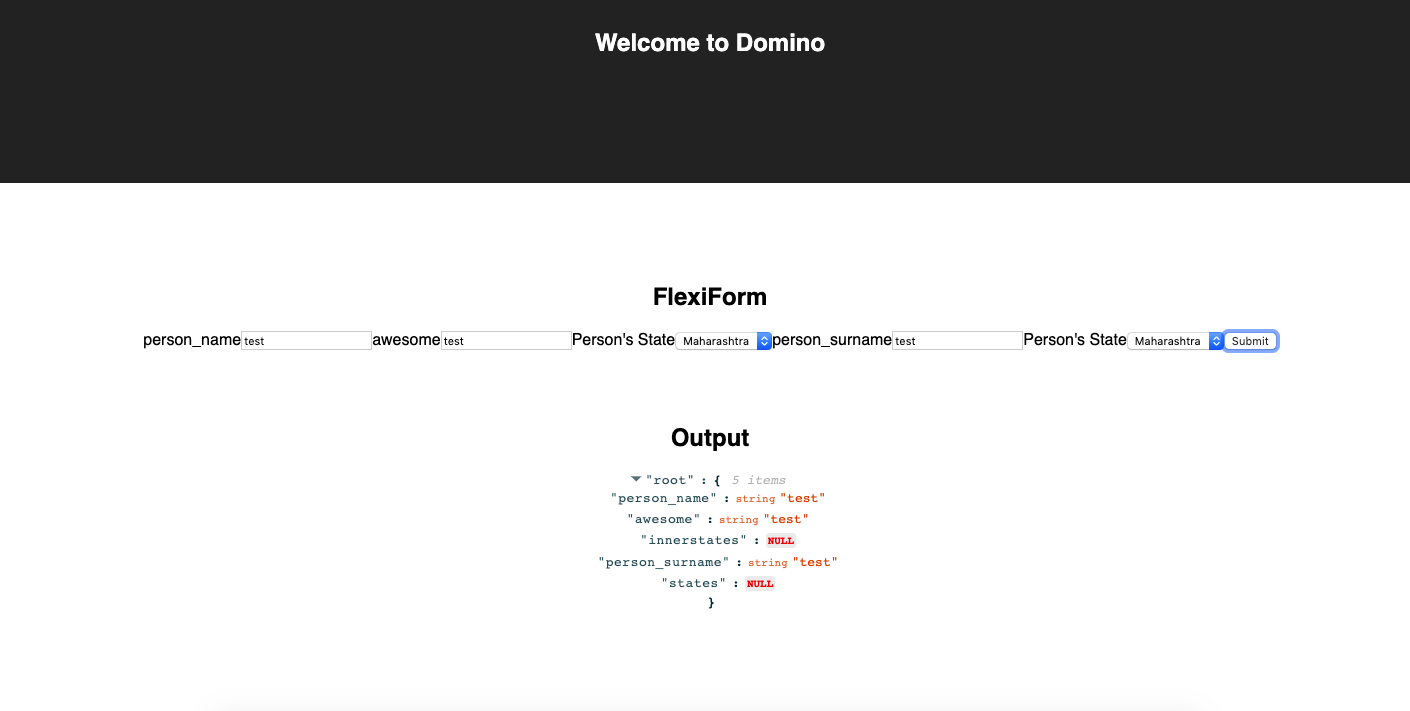 Welcome to Domino
FlexiForm
person_name test awesome test Person's State Maharashtra person_surname test Person's State Maharashtra Submit
Output
"root" : { 5 items
"person_name" : string "test"
"awesome" : string "test"
"innerstates" : NULL
"person_surname" : string "test"
"states" : NULL
}